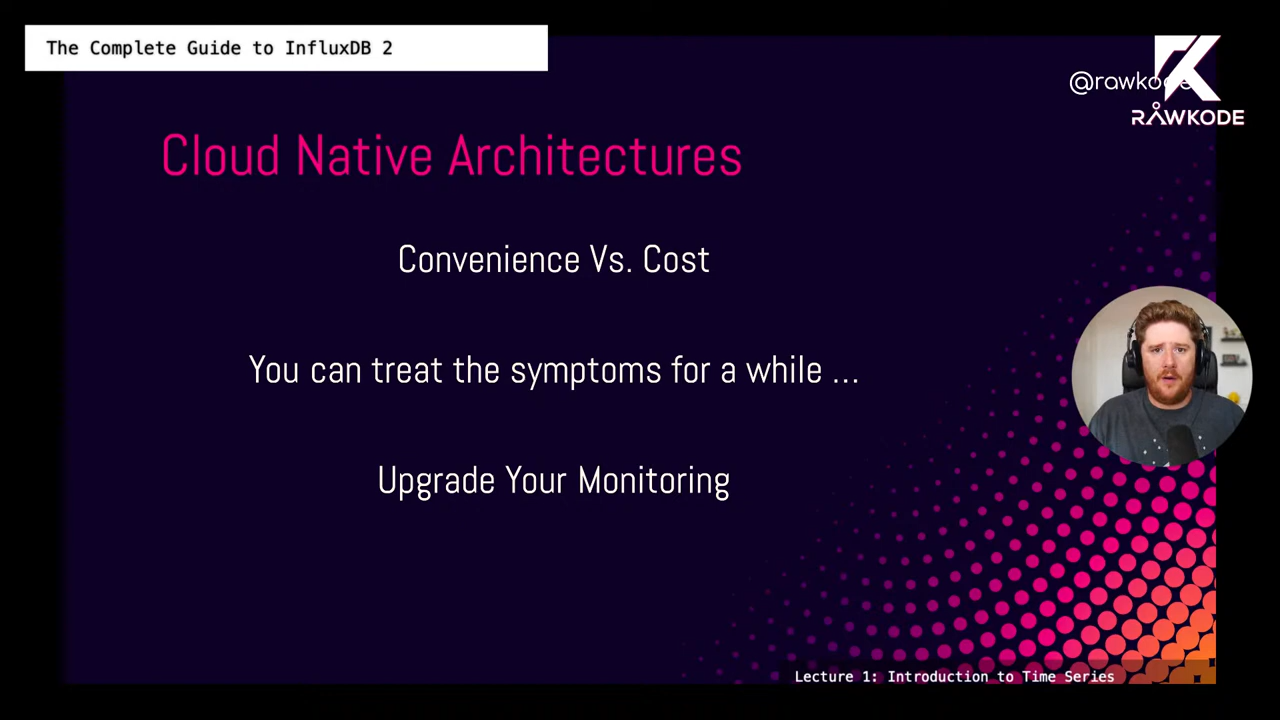 The Complete Guide to InfluxDB 2
@rawkode
RAWKODE
Cloud Native Architectures
Convenience Vs. Cost
You can treat the symptoms for a while ...
Upgrade Your Monitoring
Lecture 1: Introduction to Time Series